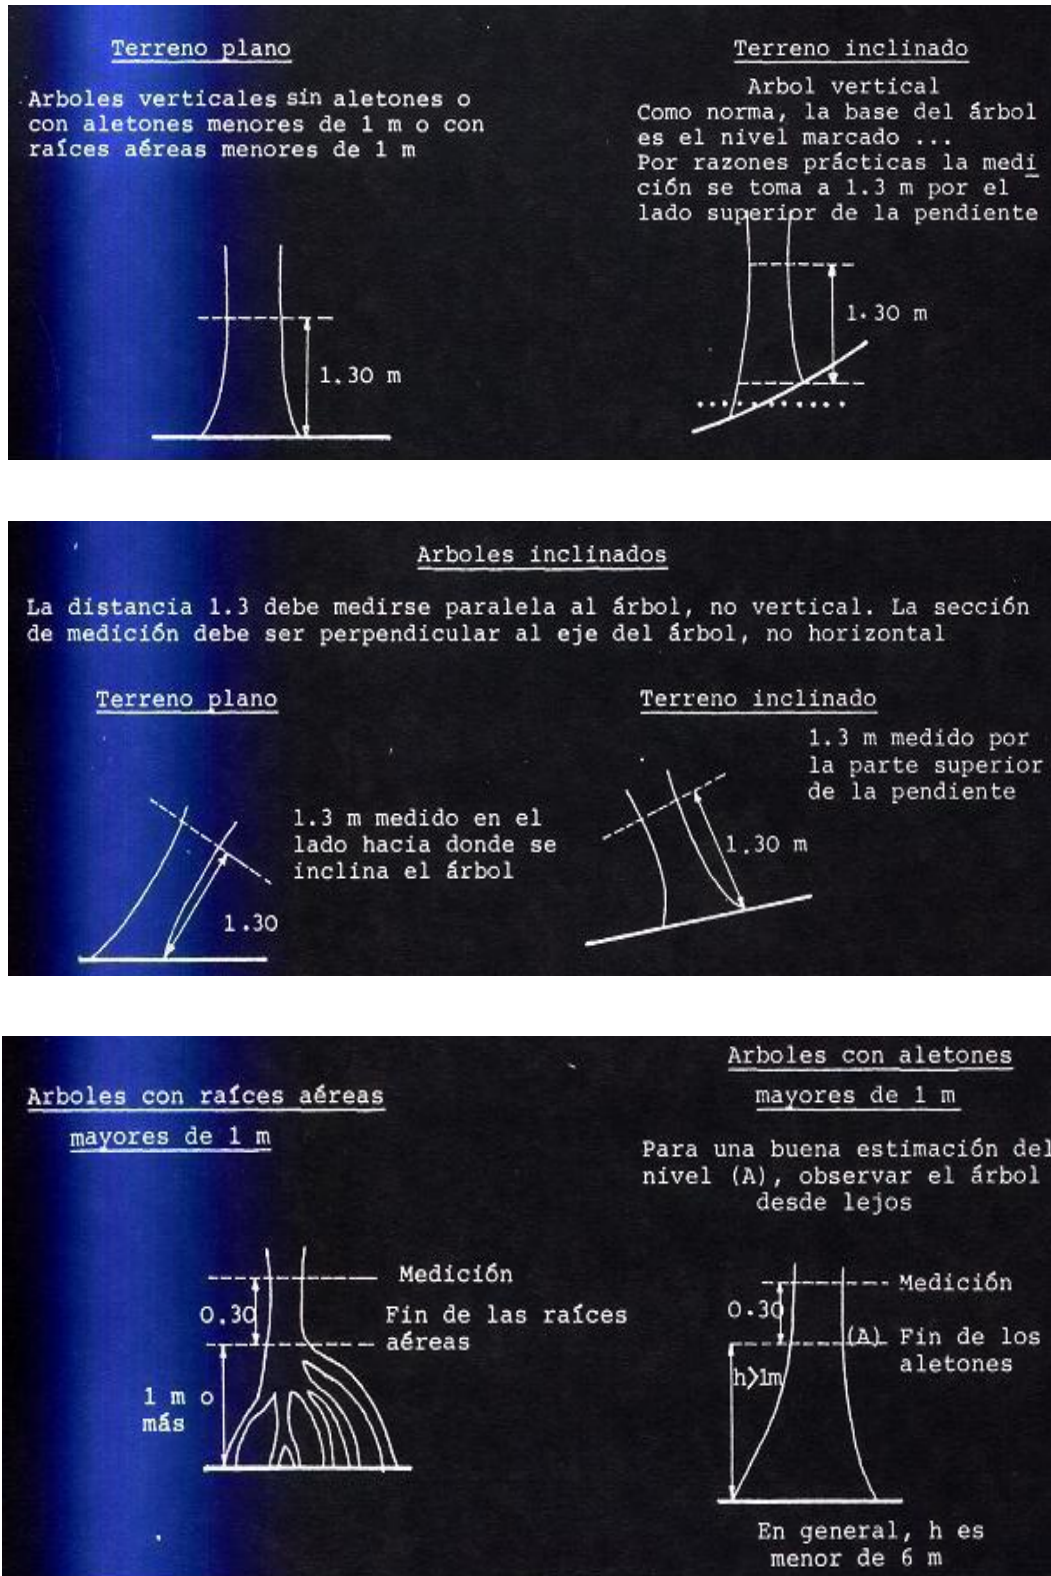 Terreno plano
Arboles verticales sin aletones o
con aletones menores de 1 m o con
raíces aéreas menores de 1 m
1.30 m
Terreno inclinado
Arbol vertical
Como norma, la base del árbol
es el nivel marcado ...
Por razones prácticas la medi
ción se toma a 1.3 m por el
lado superior de la pendiente
1.30 m
Arboles inclinados
La distancia 1.3 debe medirse paralela al árbol, no vertical. La sección
de medición debe ser perpendicular al eje del árbol, no horizontal
Terreno plano
1.3 m medido en el
lado hacia donde se
inclina el árbol
1.30
Terreno inclinado
1.3 m medido por
la parte superior
de la pendiente
1.30 m
Arboles con raíces aéreas
mayores de 1 m
Medición
0.30
Fin de las raíces
aéreas
1 m o
más
Arboles con aletones
mayores de 1 m
Para una buena estimación del
nivel (A), observar el árbol
desde lejos
Medición
0.30
(A) Fin de los
aletones
h>1m
En general, h es
menor de 6 m